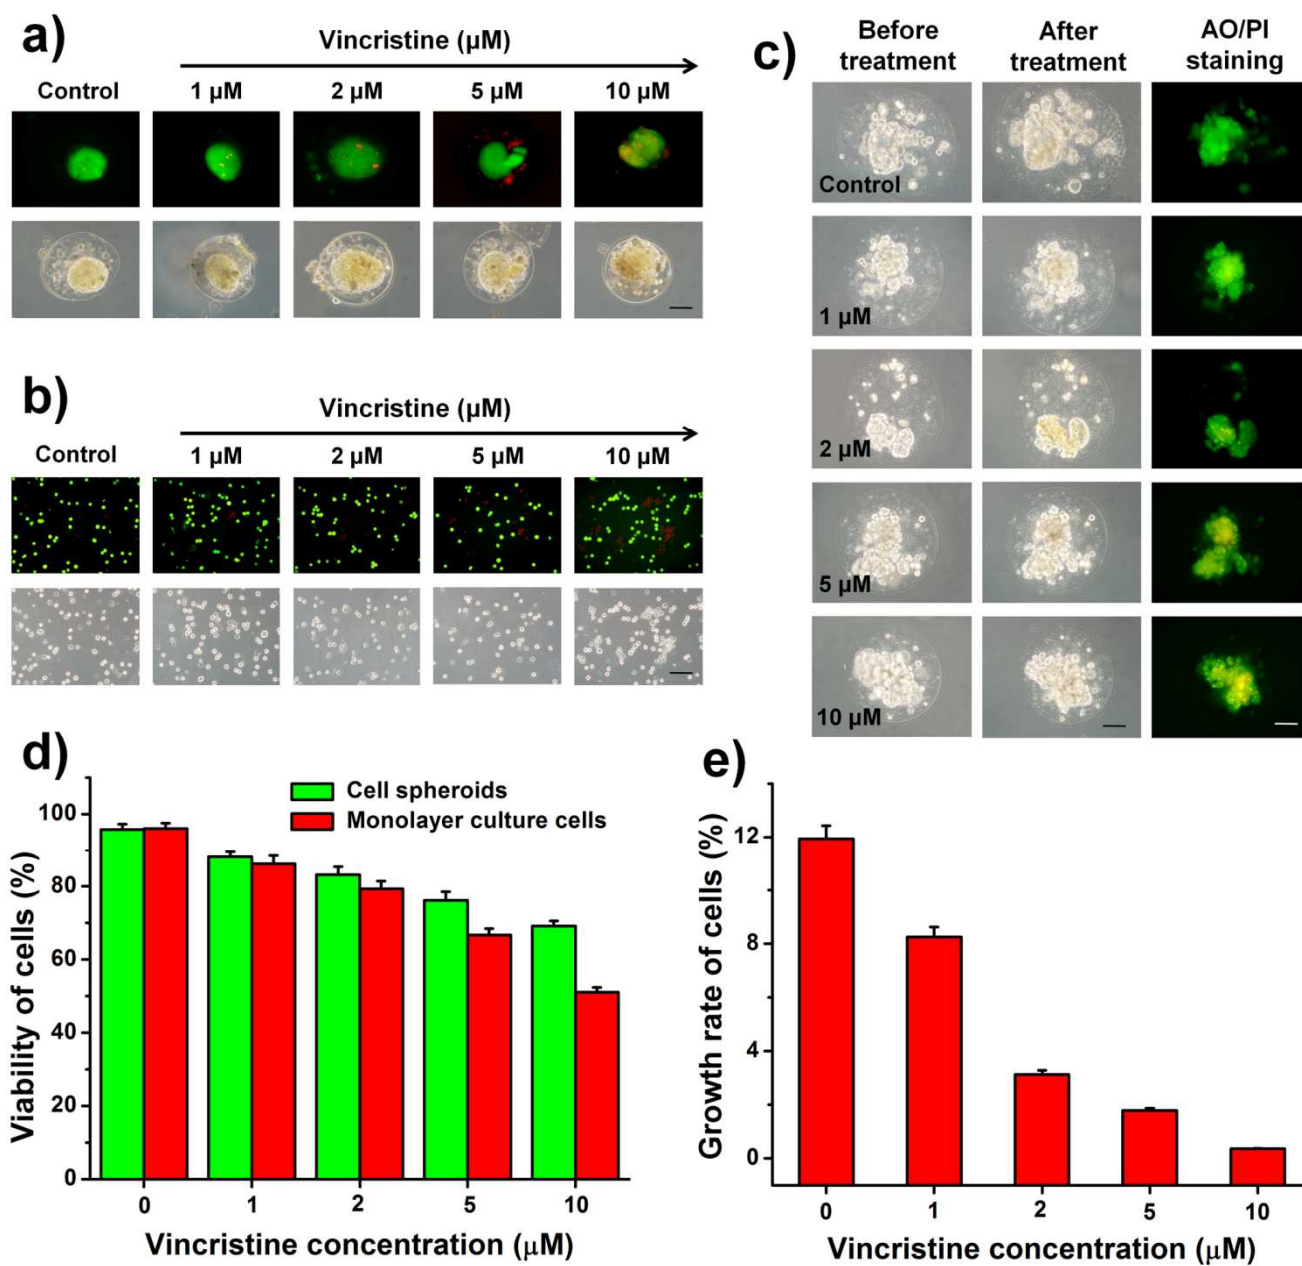 a)
Vincristine (µM)
Control 1 µM 2 µM 5 µM 10 µM
b)
Vincristine (µM)
Control 1 µM 2 µM 5 µM 10 µM
c)
Before treatment
After treatment
AO/PI staining
Control
1 µM
2 µM
5 µM
10 µM
d)
Cell spheroids
Monolayer culture cells
Viability of cells (%)
100
80
60
40
20
0
0 1 2 5 10
Vincristine concentration (µM)
e)
Growth rate of cells (%)
12
8
4
0
0 1 2 5 10
Vincristine concentration (µM)